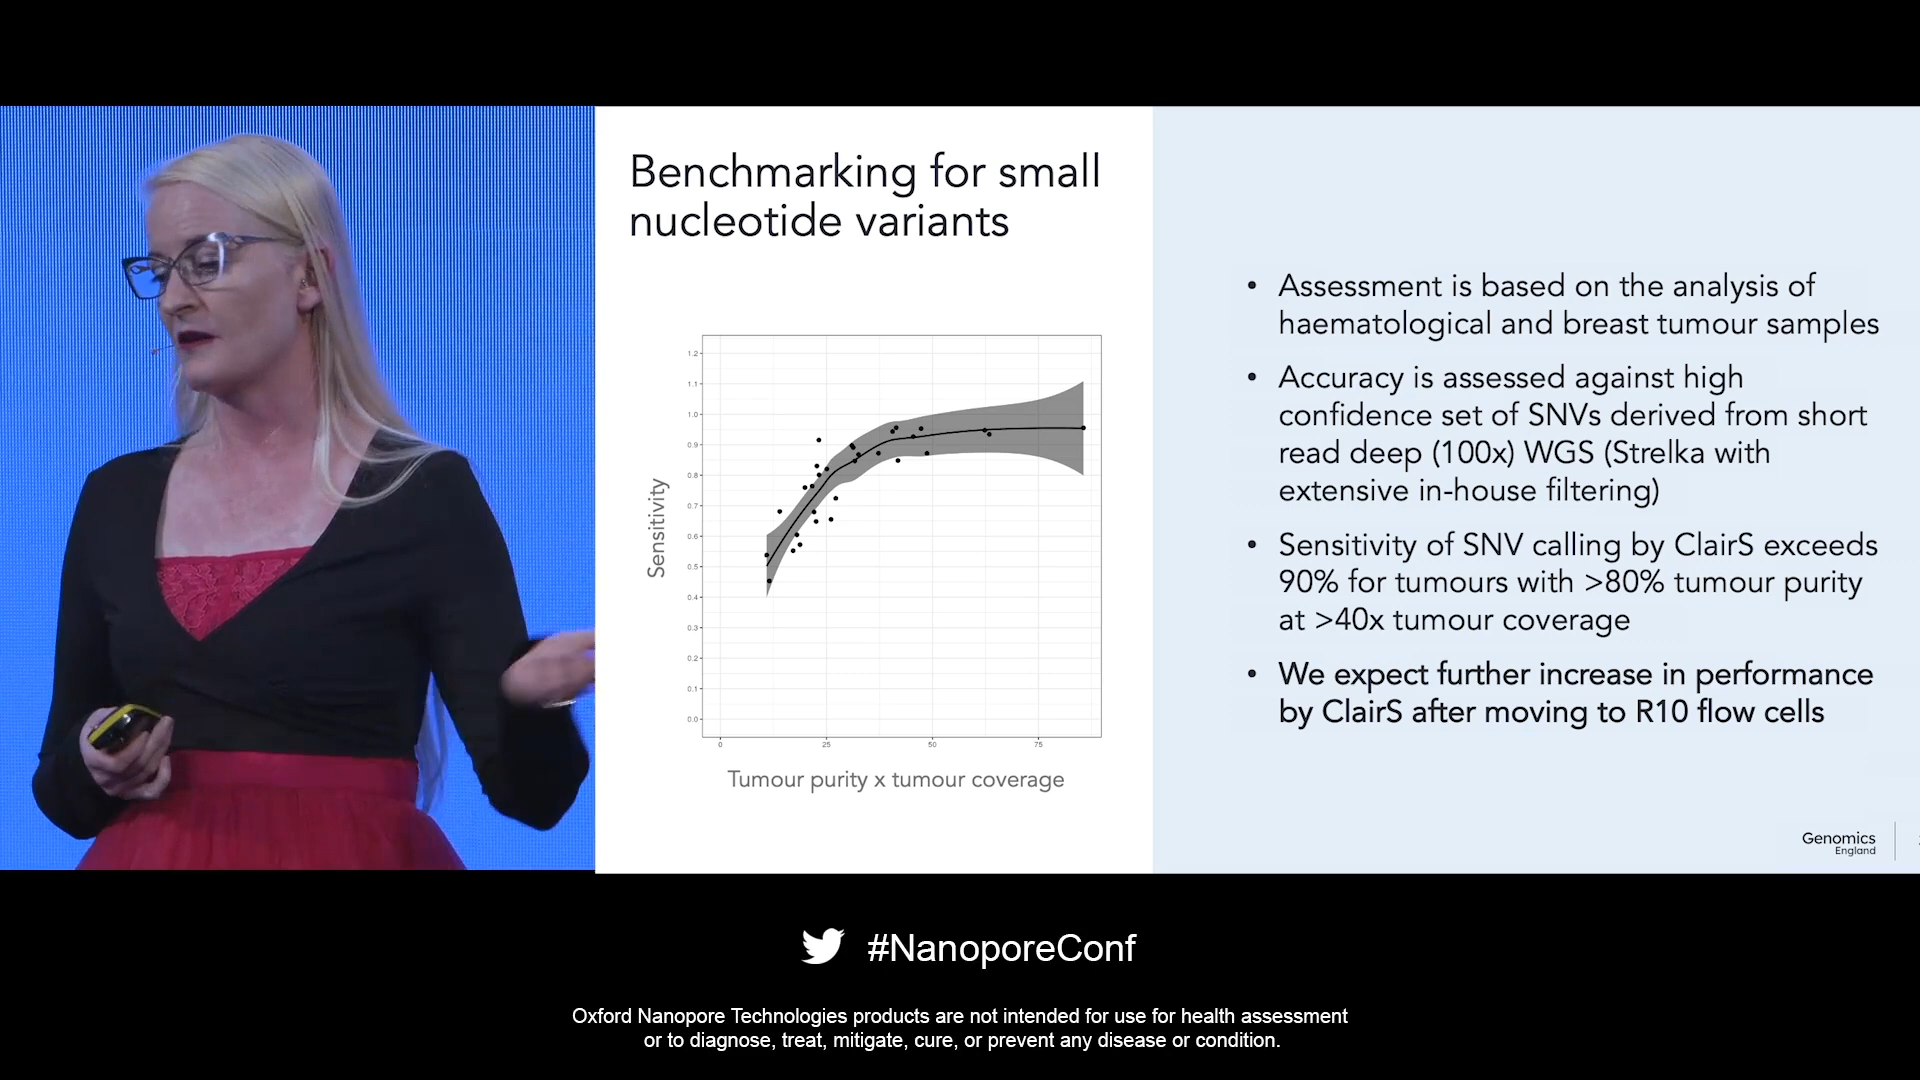 Benchmarking for small
nucleotide variants
1.2
1.1
1.0
0.9
0.8
0.7
0.6
0.5
0.4
0.3
0.2
0.1
0.0
Sensitivity
0 25 50 75
Tumour purity x tumour coverage
• Assessment is based on the analysis of
haematological and breast tumour samples
• Accuracy is assessed against high
confidence set of SNVs derived from short
read deep (100x) WGS (Strelka with
extensive in-house filtering)
• Sensitivity of SNV calling by ClairS exceeds
90% for tumours with >80% tumour purity
at >40x tumour coverage
• We expect further increase in performance
by ClairS after moving to R10 flow cells
Genomics
England
#NanoporeConf
Oxford Nanopore Technologies products are not intended for use for health assessment
or to diagnose, treat, mitigate, cure, or prevent any disease or condition.